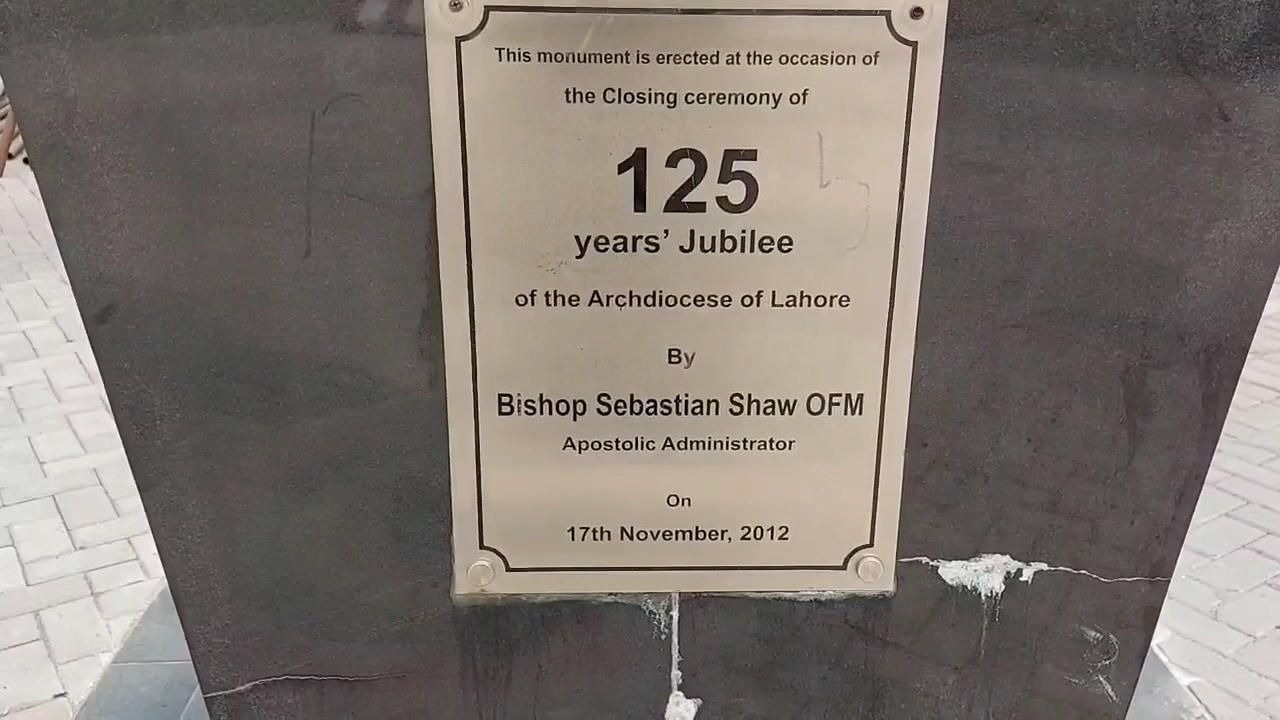 This monument is erected at the occasion of
the Closing ceremony of
125
years' Jubilee
of the Archdiocese of Lahore
By
Bishop Sebastian Shaw OFM
Apostolic Administrator
On
17th November, 2012